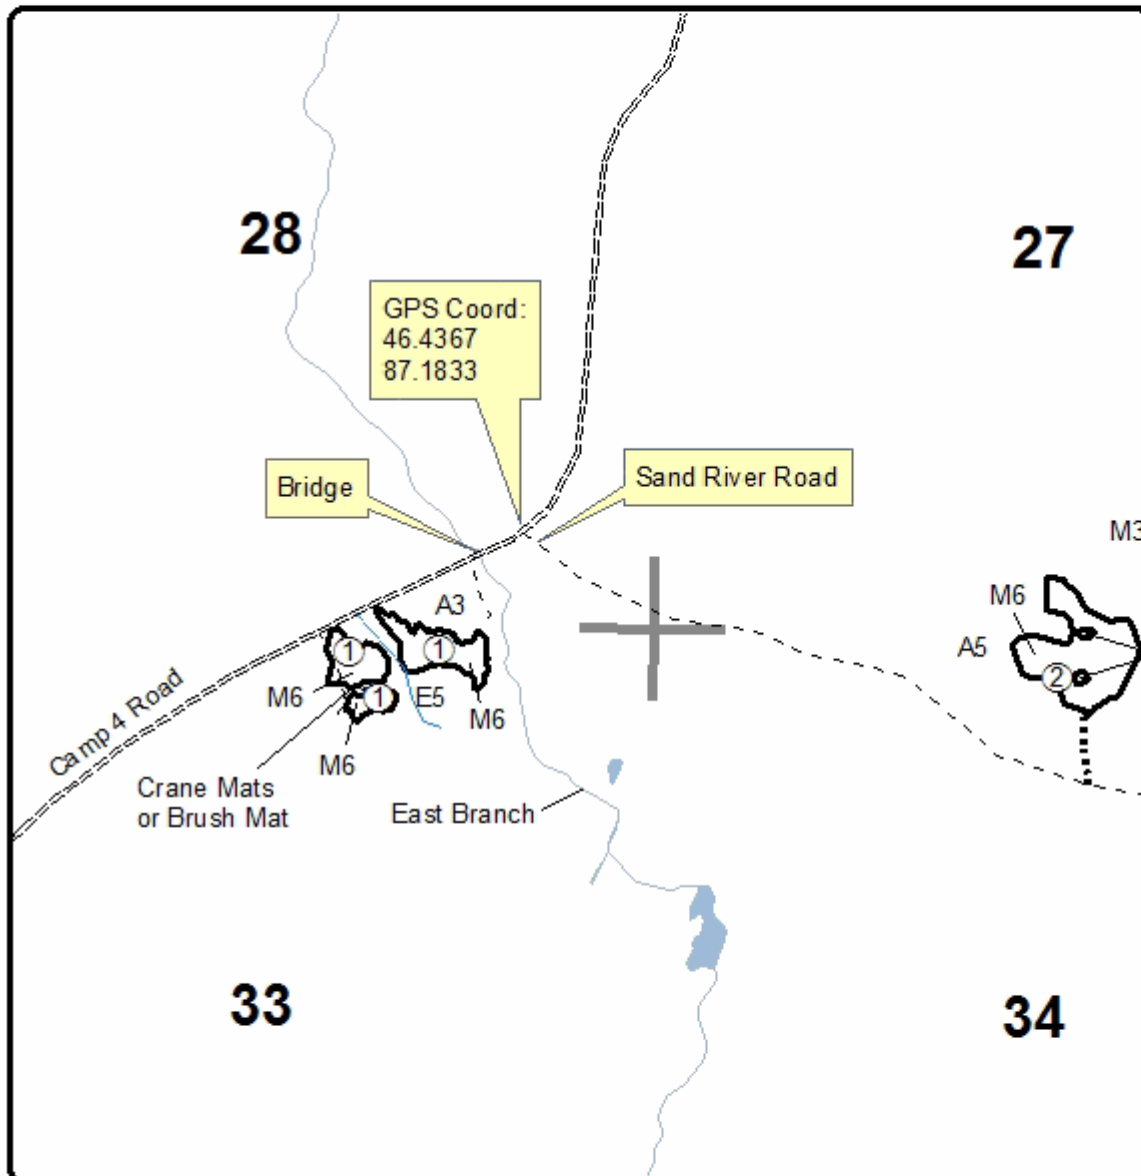 28
27
GPS Coord:
46.4367
87.1833
Bridge
Sand River Road
M3
M6
A3
A5
1
1
2
M6
1
E5
M6
Camp 4 Road
M6
Crane Mats
or Brush Mat
East Branch
33
34